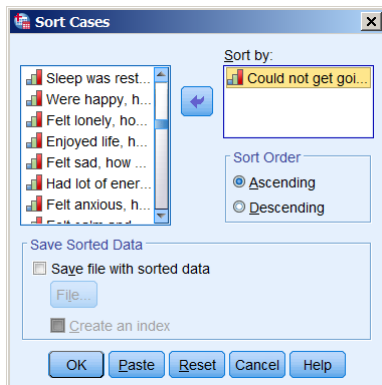 Sort Cases
Sort by:
Sleep was rest...
Were happy, h...
Felt lonely, ho...
Enjoyed life, h...
Felt sad, how ...
Had lot of ener...
Felt anxious, h...
Could not get goi...
Sort Order
Ascending
Descending
Save Sorted Data
Save file with sorted data
File...
Create an index
OK Paste Reset Cancel Help